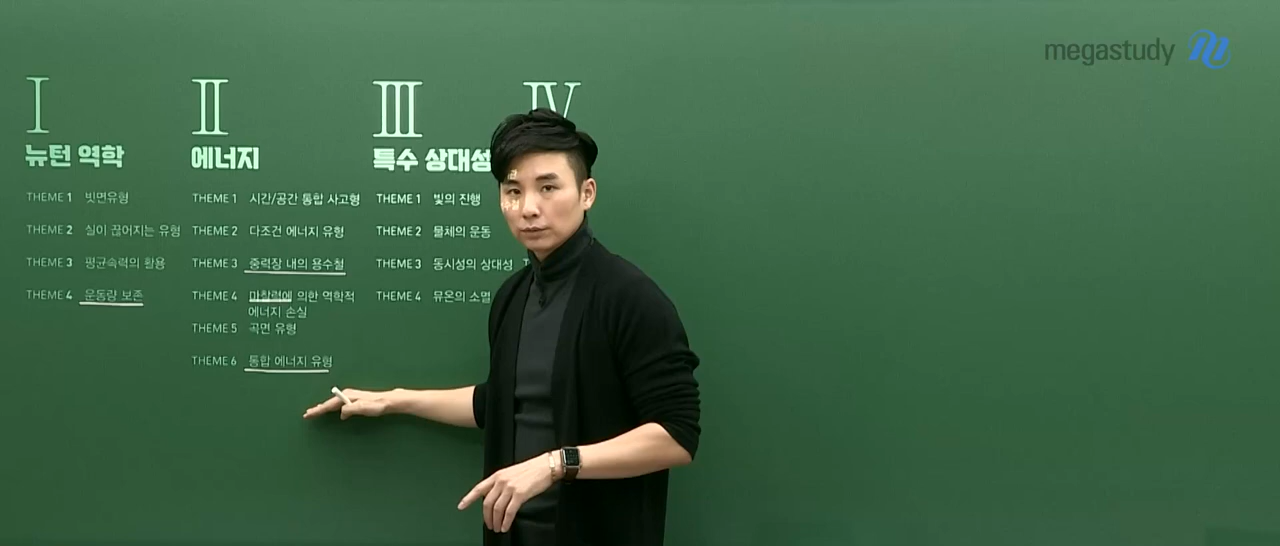 megastudy
I
뉴턴 역학
THEME 1 빗면유형
THEME 2 실이 끊어지는 유형
THEME 3 평균속력의 활용
THEME 4 운동량 보존
II
에너지
THEME 1 시간/공간 통합 사고형
THEME 2 다조건 에너지 유형
THEME 3 중력장 내의 용수철
THEME 4 마찰력에 의한 역학적
에너지 손실
THEME 5 곡면 유형
THEME 6 통합 에너지 유형
III
특수 상대성
THEME 1 빛의 진행
THEME 2 물체의 운동
THEME 3 동시성의 상대성
THEME 4 뮤온의 소멸
IV